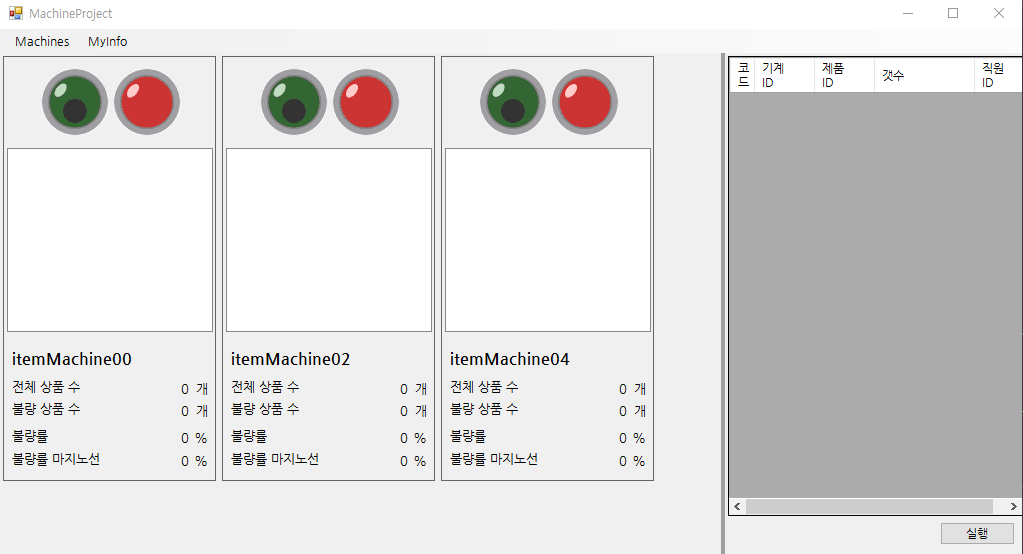 MachineProject
Machines MyInfo
itemMachine00
전체 상품 수 0 개
불량 상품 수 0 개
불량률 0 %
불량률 마지노선 0 %
itemMachine02
전체 상품 수 0 개
불량 상품 수 0 개
불량률 0 %
불량률 마지노선 0 %
itemMachine04
전체 상품 수 0 개
불량 상품 수 0 개
불량률 0 %
불량률 마지노선 0 %
코드
기계 ID
제품 ID
갯수
직원 ID
실행